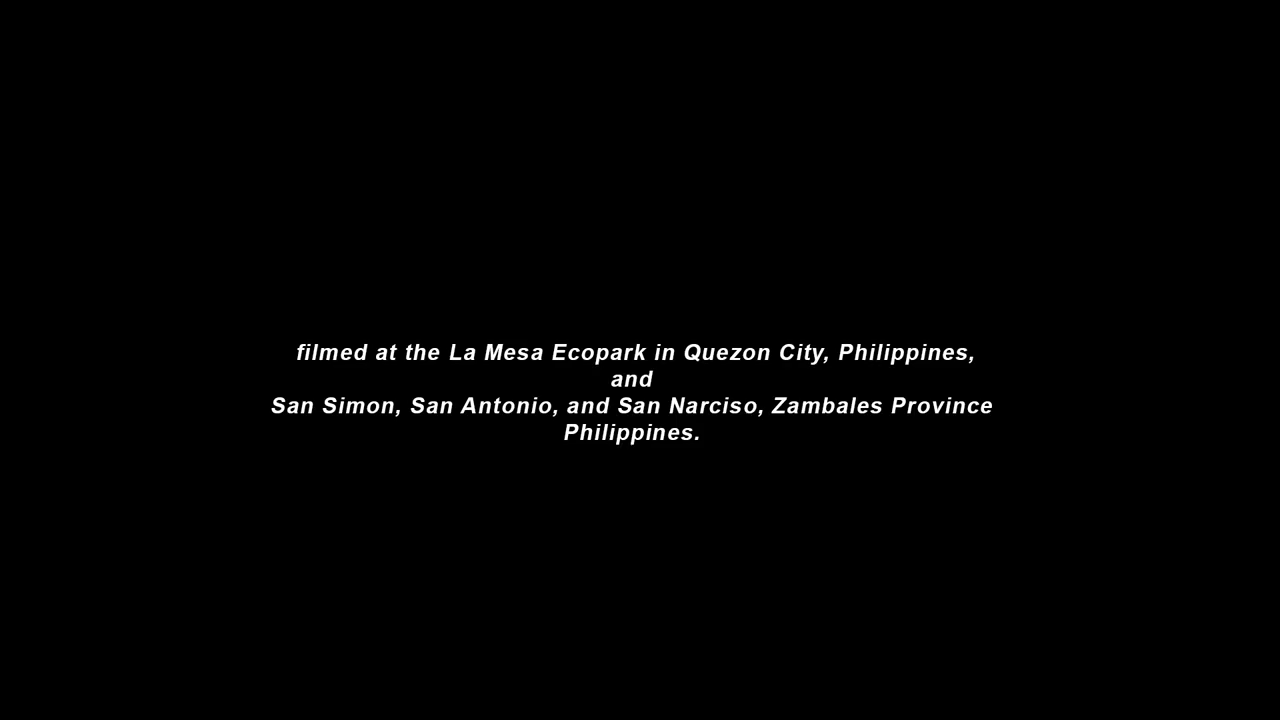 filmed at the La Mesa Ecopark in Quezon City, Philippines,
and
San Simon, San Antonio, and San Narciso, Zambales Province
Philippines.